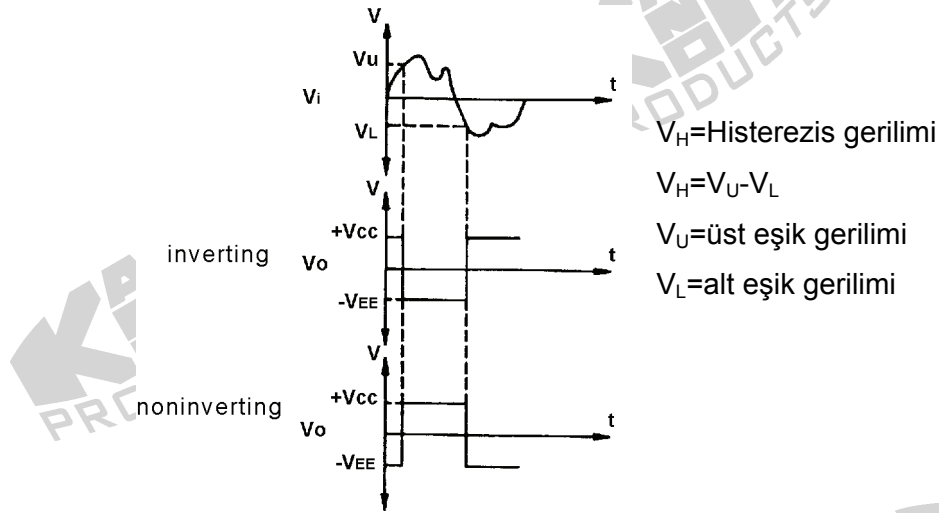 V
Vu
Vi
t
VL
VH=Histerezis gerilimi
VH=VU-VL
VU=üst eşik gerilimi
VL=alt eşik gerilimi
V
+Vcc
inverting
Vo
t
-VEE
V
+Vcc
noninverting
Vo
t
-VEE